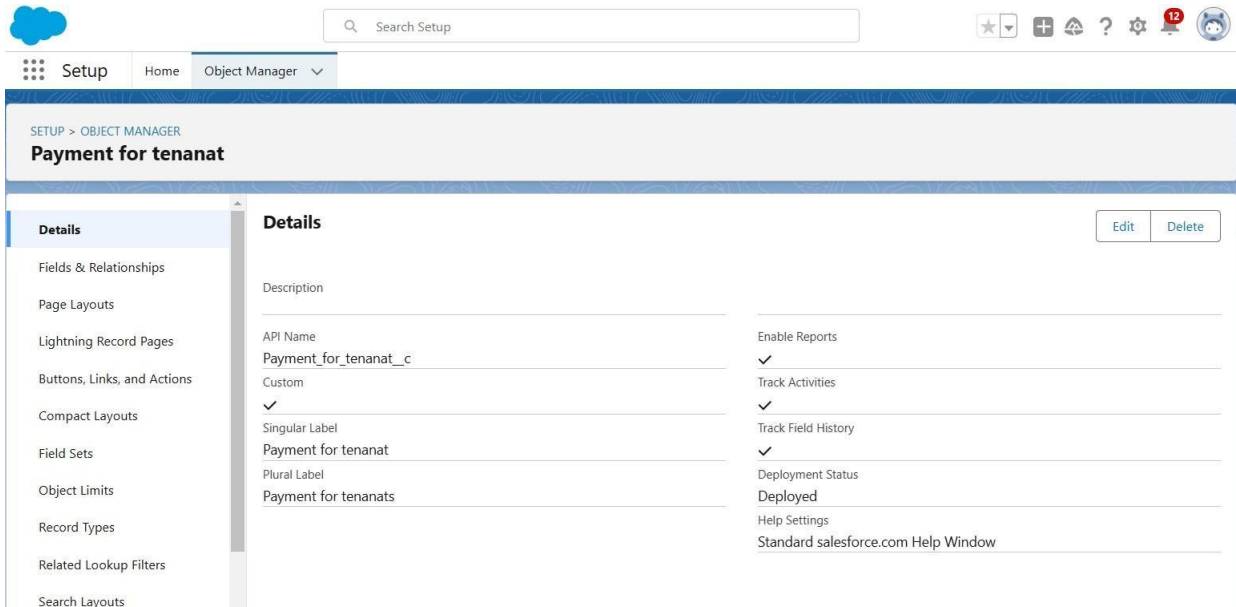 Search Setup
12
Setup Home Object Manager
SETUP > OBJECT MANAGER
Payment for tenanat
Details
Fields & Relationships
Page Layouts
Lightning Record Pages
Buttons, Links, and Actions
Compact Layouts
Field Sets
Object Limits
Record Types
Related Lookup Filters
Search Layouts
Details
Edit Delete
Description
API Name
Payment_for_tenanat__c
Custom
Singular Label
Payment for tenanat
Plural Label
Payment for tenanats
Enable Reports
Track Activities
Track Field History
Deployment Status
Deployed
Help Settings
Standard salesforce.com Help Window